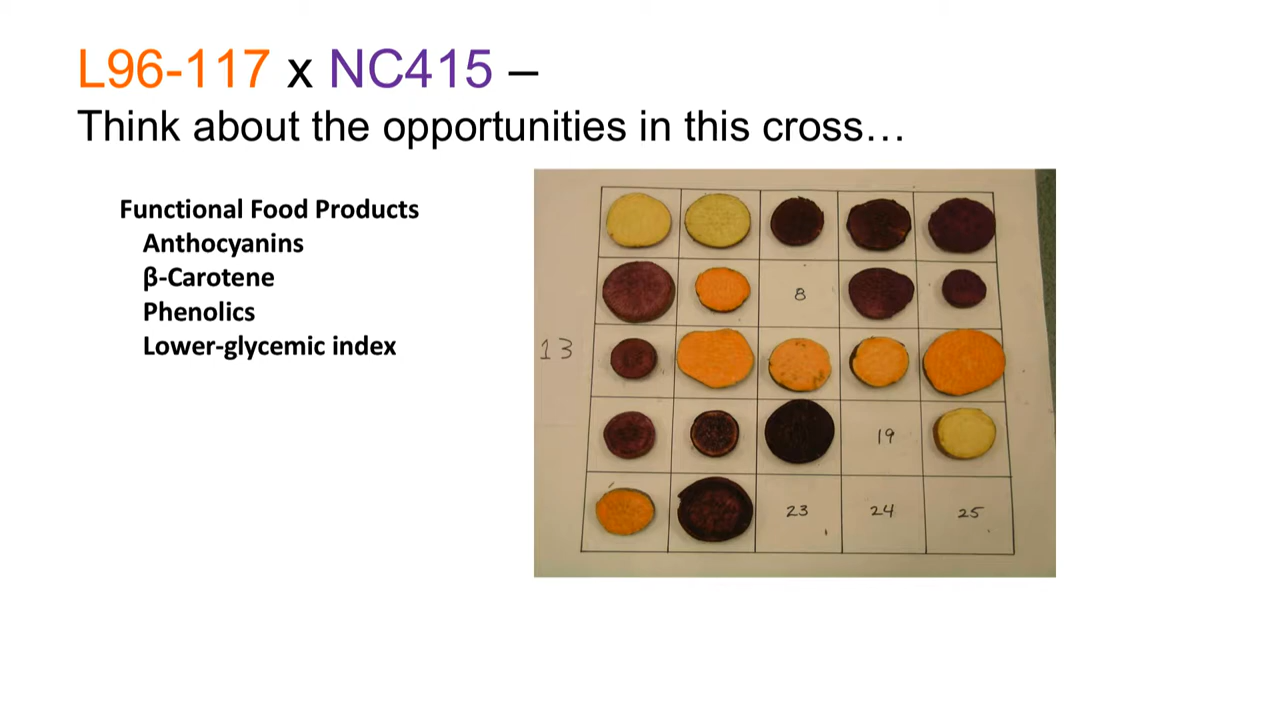 L96-117 x NC415 –
Think about the opportunities in this cross…
Functional Food Products
Anthocyanins
β-Carotene
Phenolics
Lower-glycemic index
8
13
19
23
24
25